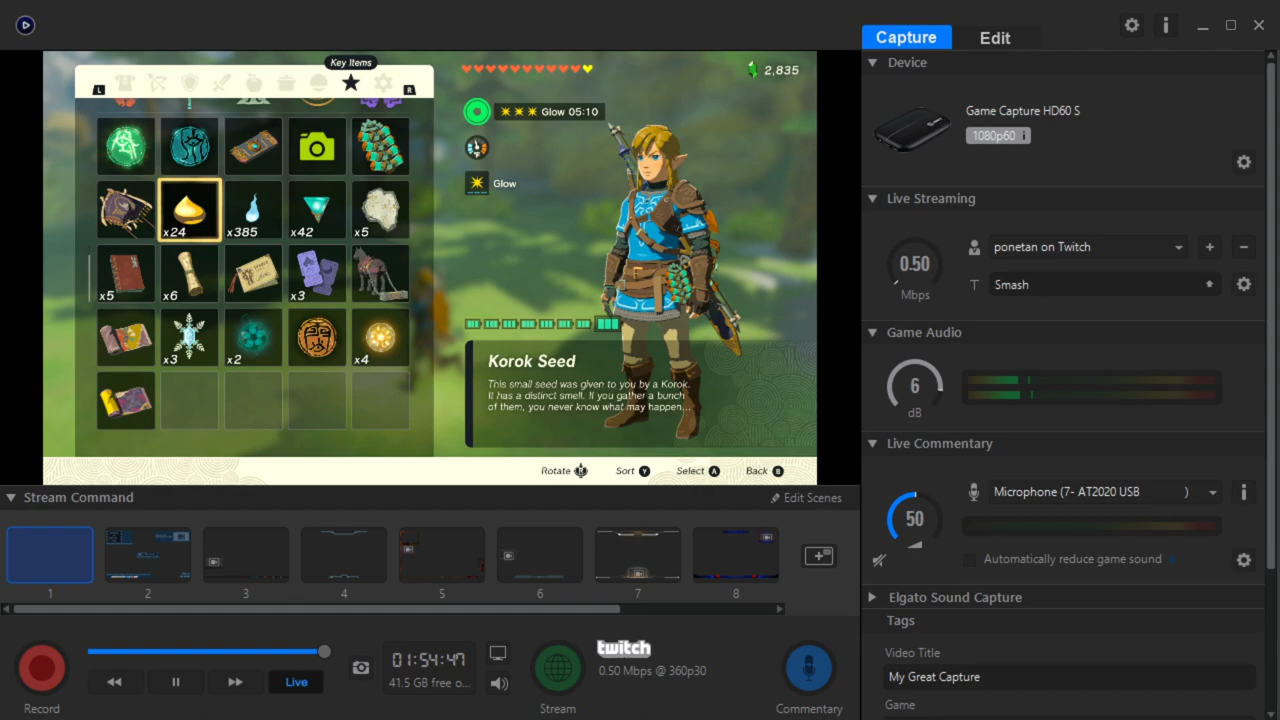 Key Items
L
R
2,835
Glow 05:10
Glow
x24
x385
x42
x5
x5
x6
x3
x3
x2
x4
Korok Seed
This small seed was given to you by a Korok.
It has a distinct smell. If you gather a bunch
of them, you never know what may happen...
Rotate R Sort Y Select A Back B
Stream Command
Edit Scenes
1 2 3 4 5 6 7 8
Record
Live
01:54:47
41.5 GB free o...
Stream
twitch
0.50 Mbps @ 360p30
Commentary
Capture Edit
Device
Game Capture HD60 S
1080p60 i
Live Streaming
0.50
Mbps
ponetan on Twitch
T Smash
Game Audio
6
dB
Live Commentary
50
Microphone (7- AT2020 USB )
Automatically reduce game sound
Elgato Sound Capture
Tags
Video Title
My Great Capture
Game